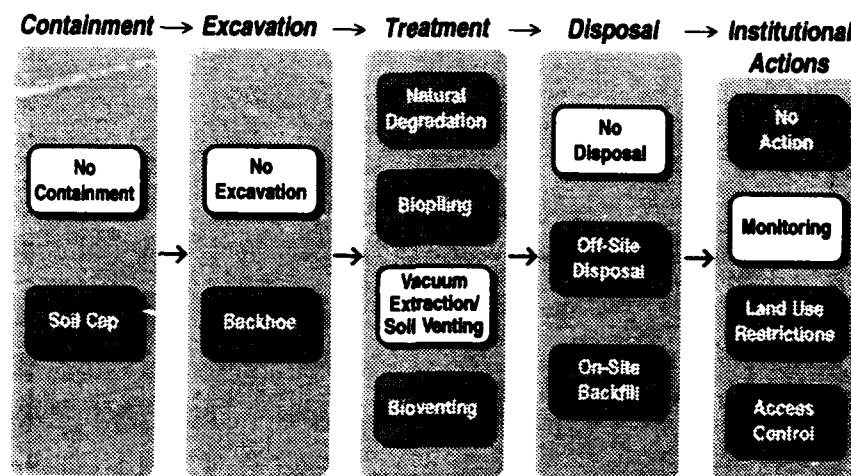 Containment → Excavation → Treatment → Disposal → Institutional
Actions
No
Containment
Soil Cap
No
Excavation
Backhoe
Natural
Degradation
Biopiling
Vacuum
Extraction/
Soil Venting
Bioventing
No
Disposal
Off-Site
Disposal
On-Site
Backfill
No
Action
Monitoring
Land Use
Restrictions
Access
Control